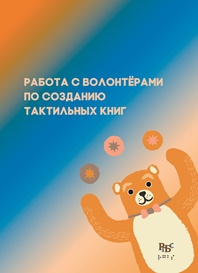 РАБОТА С ВОЛОНТЁРАМИ
ПО СОЗДАНИЮ
ТАКТИЛЬНЫХ КНИГ